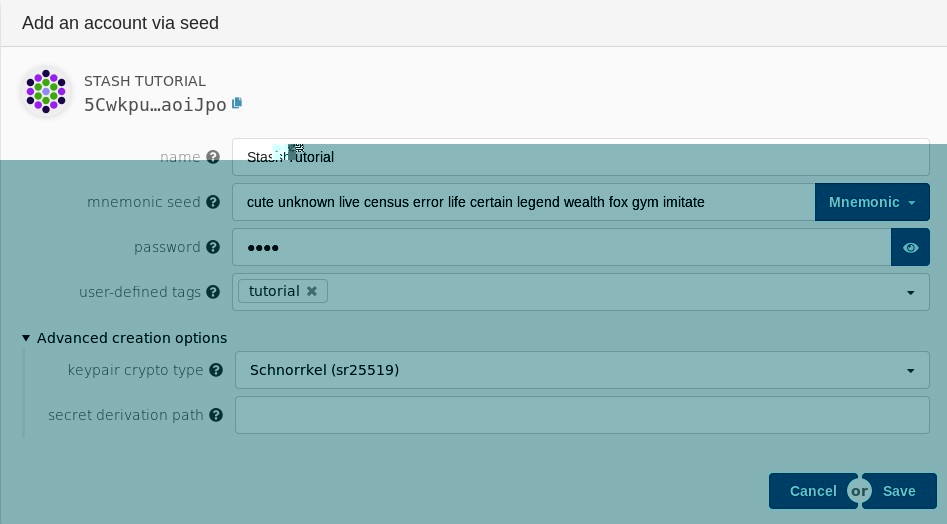 Add an account via seed
STASH TUTORIAL
5Cwkpu…aoiJpo
name
Stash Tutorial
mnemonic seed
cute unknown live census error life certain legend wealth fox gym imitate
Mnemonic
password
••••
user-defined tags
tutorial
Advanced creation options
keypair crypto type
Schnorrkel (sr25519)
secret derivation path
Cancel or Save